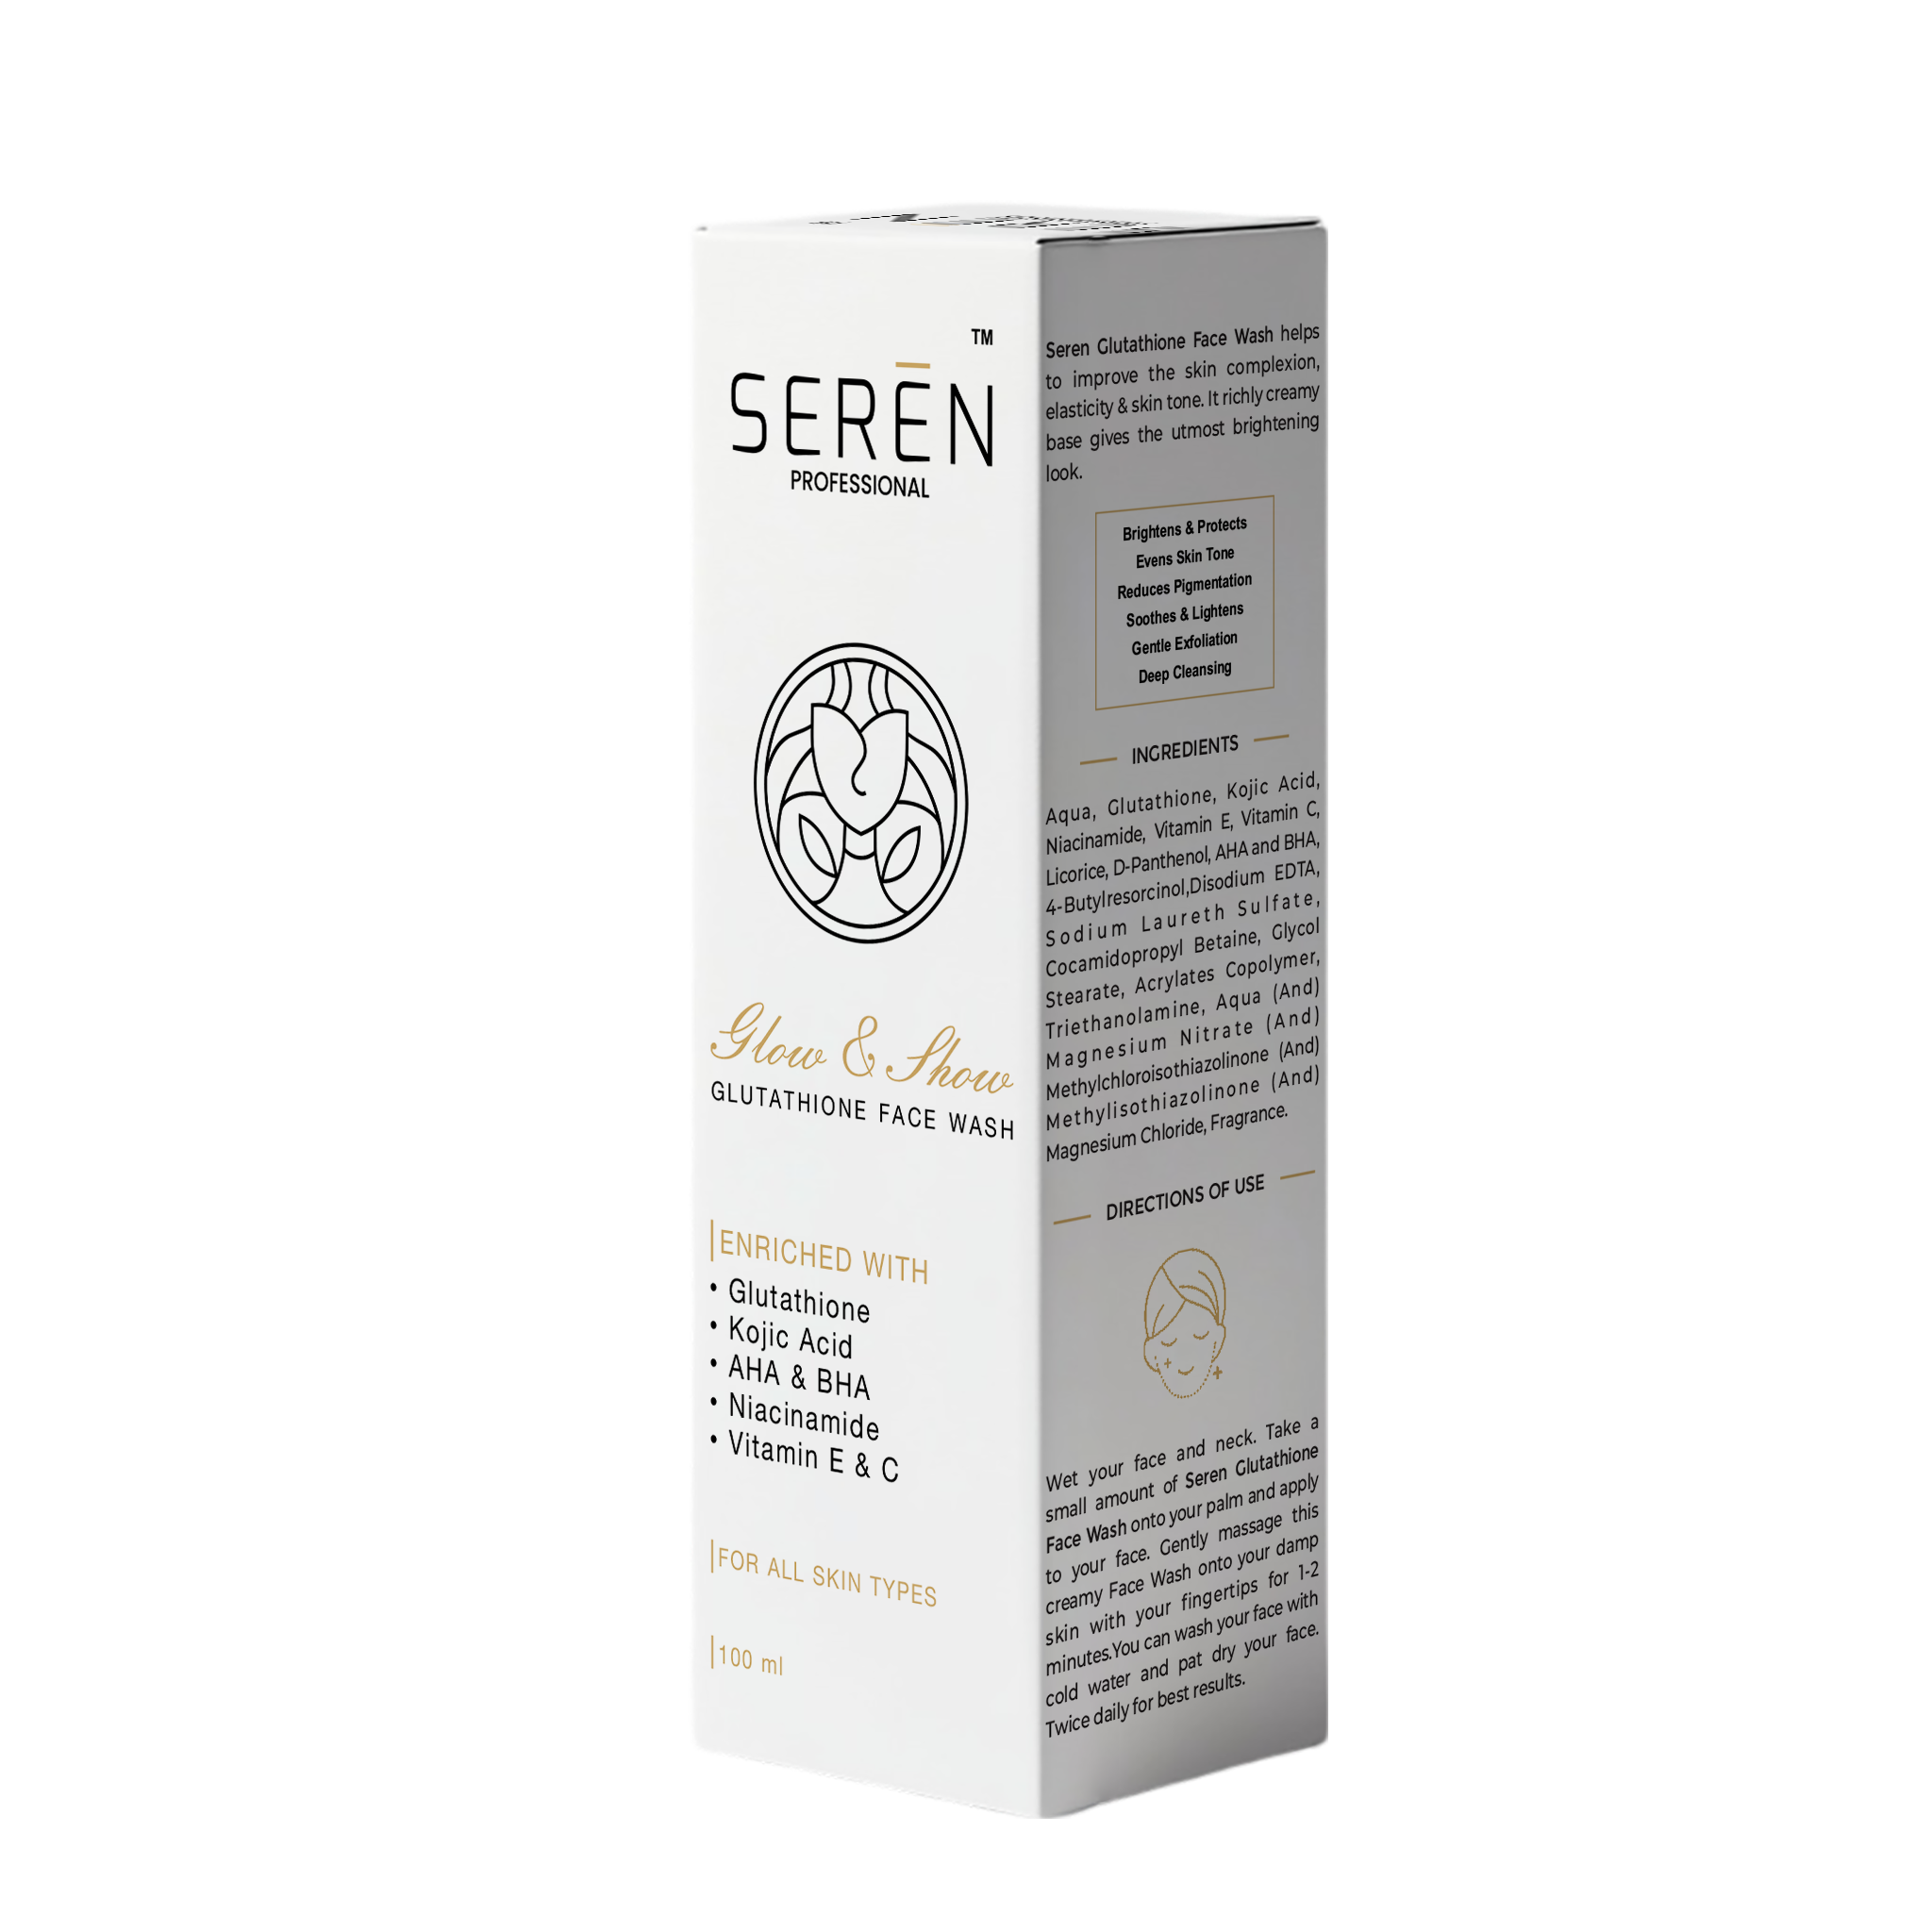 TM
SERĒN
PROFESSIONAL
Glow & Show
GLUTATHIONE FACE WASH
ENRICHED WITH
• Glutathione
• Kojic Acid
• AHA & BHA
• Niacinamide
• Vitamin E & C
FOR ALL SKIN TYPES
100 ml
Seren Glutathione Face Wash helps
to improve the skin complexion,
elasticity & skin tone. It richly creamy
base gives the utmost brightening
look.
Brightens & Protects
Evens Skin Tone
Reduces Pigmentation
Soothes & Lightens
Gentle Exfoliation
Deep Cleansing
INGREDIENTS
Aqua, Glutathione, Kojic Acid,
Niacinamide, Vitamin E, Vitamin C,
Licorice, D-Panthenol, AHA and BHA,
4-Butylresorcinol,Disodium EDTA,
Sodium Laureth Sulfate,
Cocamidopropyl Betaine, Glycol
Stearate, Acrylates Copolymer,
Triethanolamine, Aqua (And)
Magnesium Nitrate (And)
Methylchloroisothiazolinone (And)
Methylisothiazolinone (And)
Magnesium Chloride, Fragrance.
DIRECTIONS OF USE
Wet your face and neck. Take a
small amount of Seren Glutathione
Face Wash onto your palm and apply
to your face. Gently massage this
creamy Face Wash onto your damp
skin with your fingertips for 1-2
minutes.You can wash your face with
cold water and pat dry your face.
Twice daily for best results.